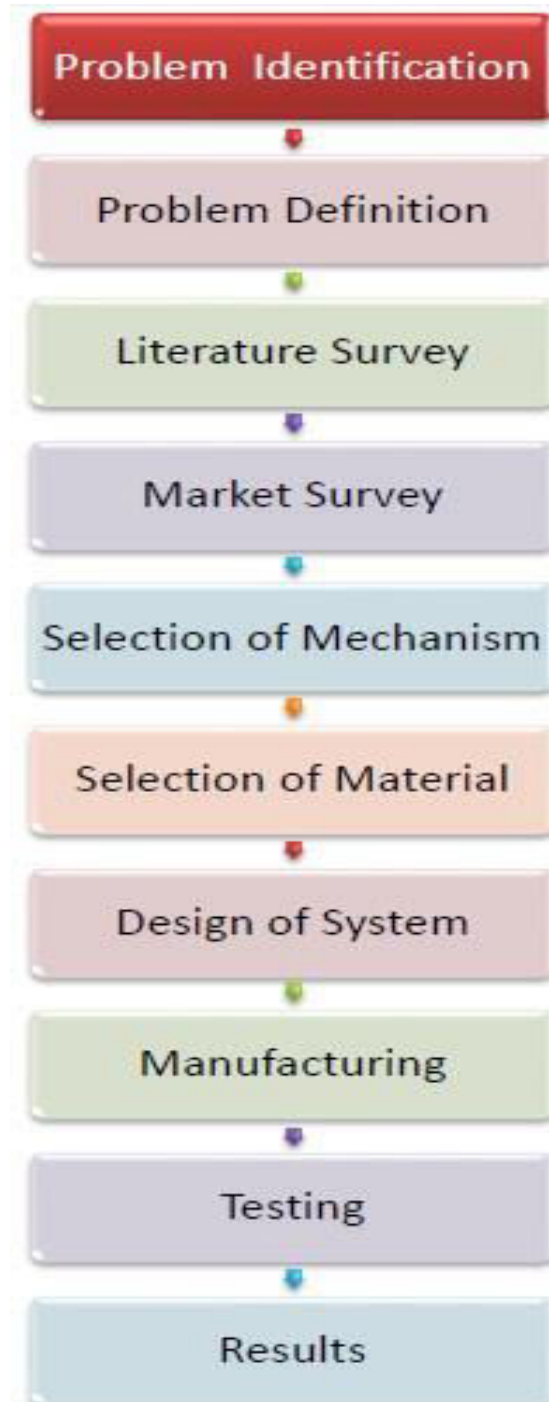 Problem Identification
Problem Definition
Literature Survey
Market Survey
Selection of Mechanism
Selection of Material
Design of System
Manufacturing
Testing
Results